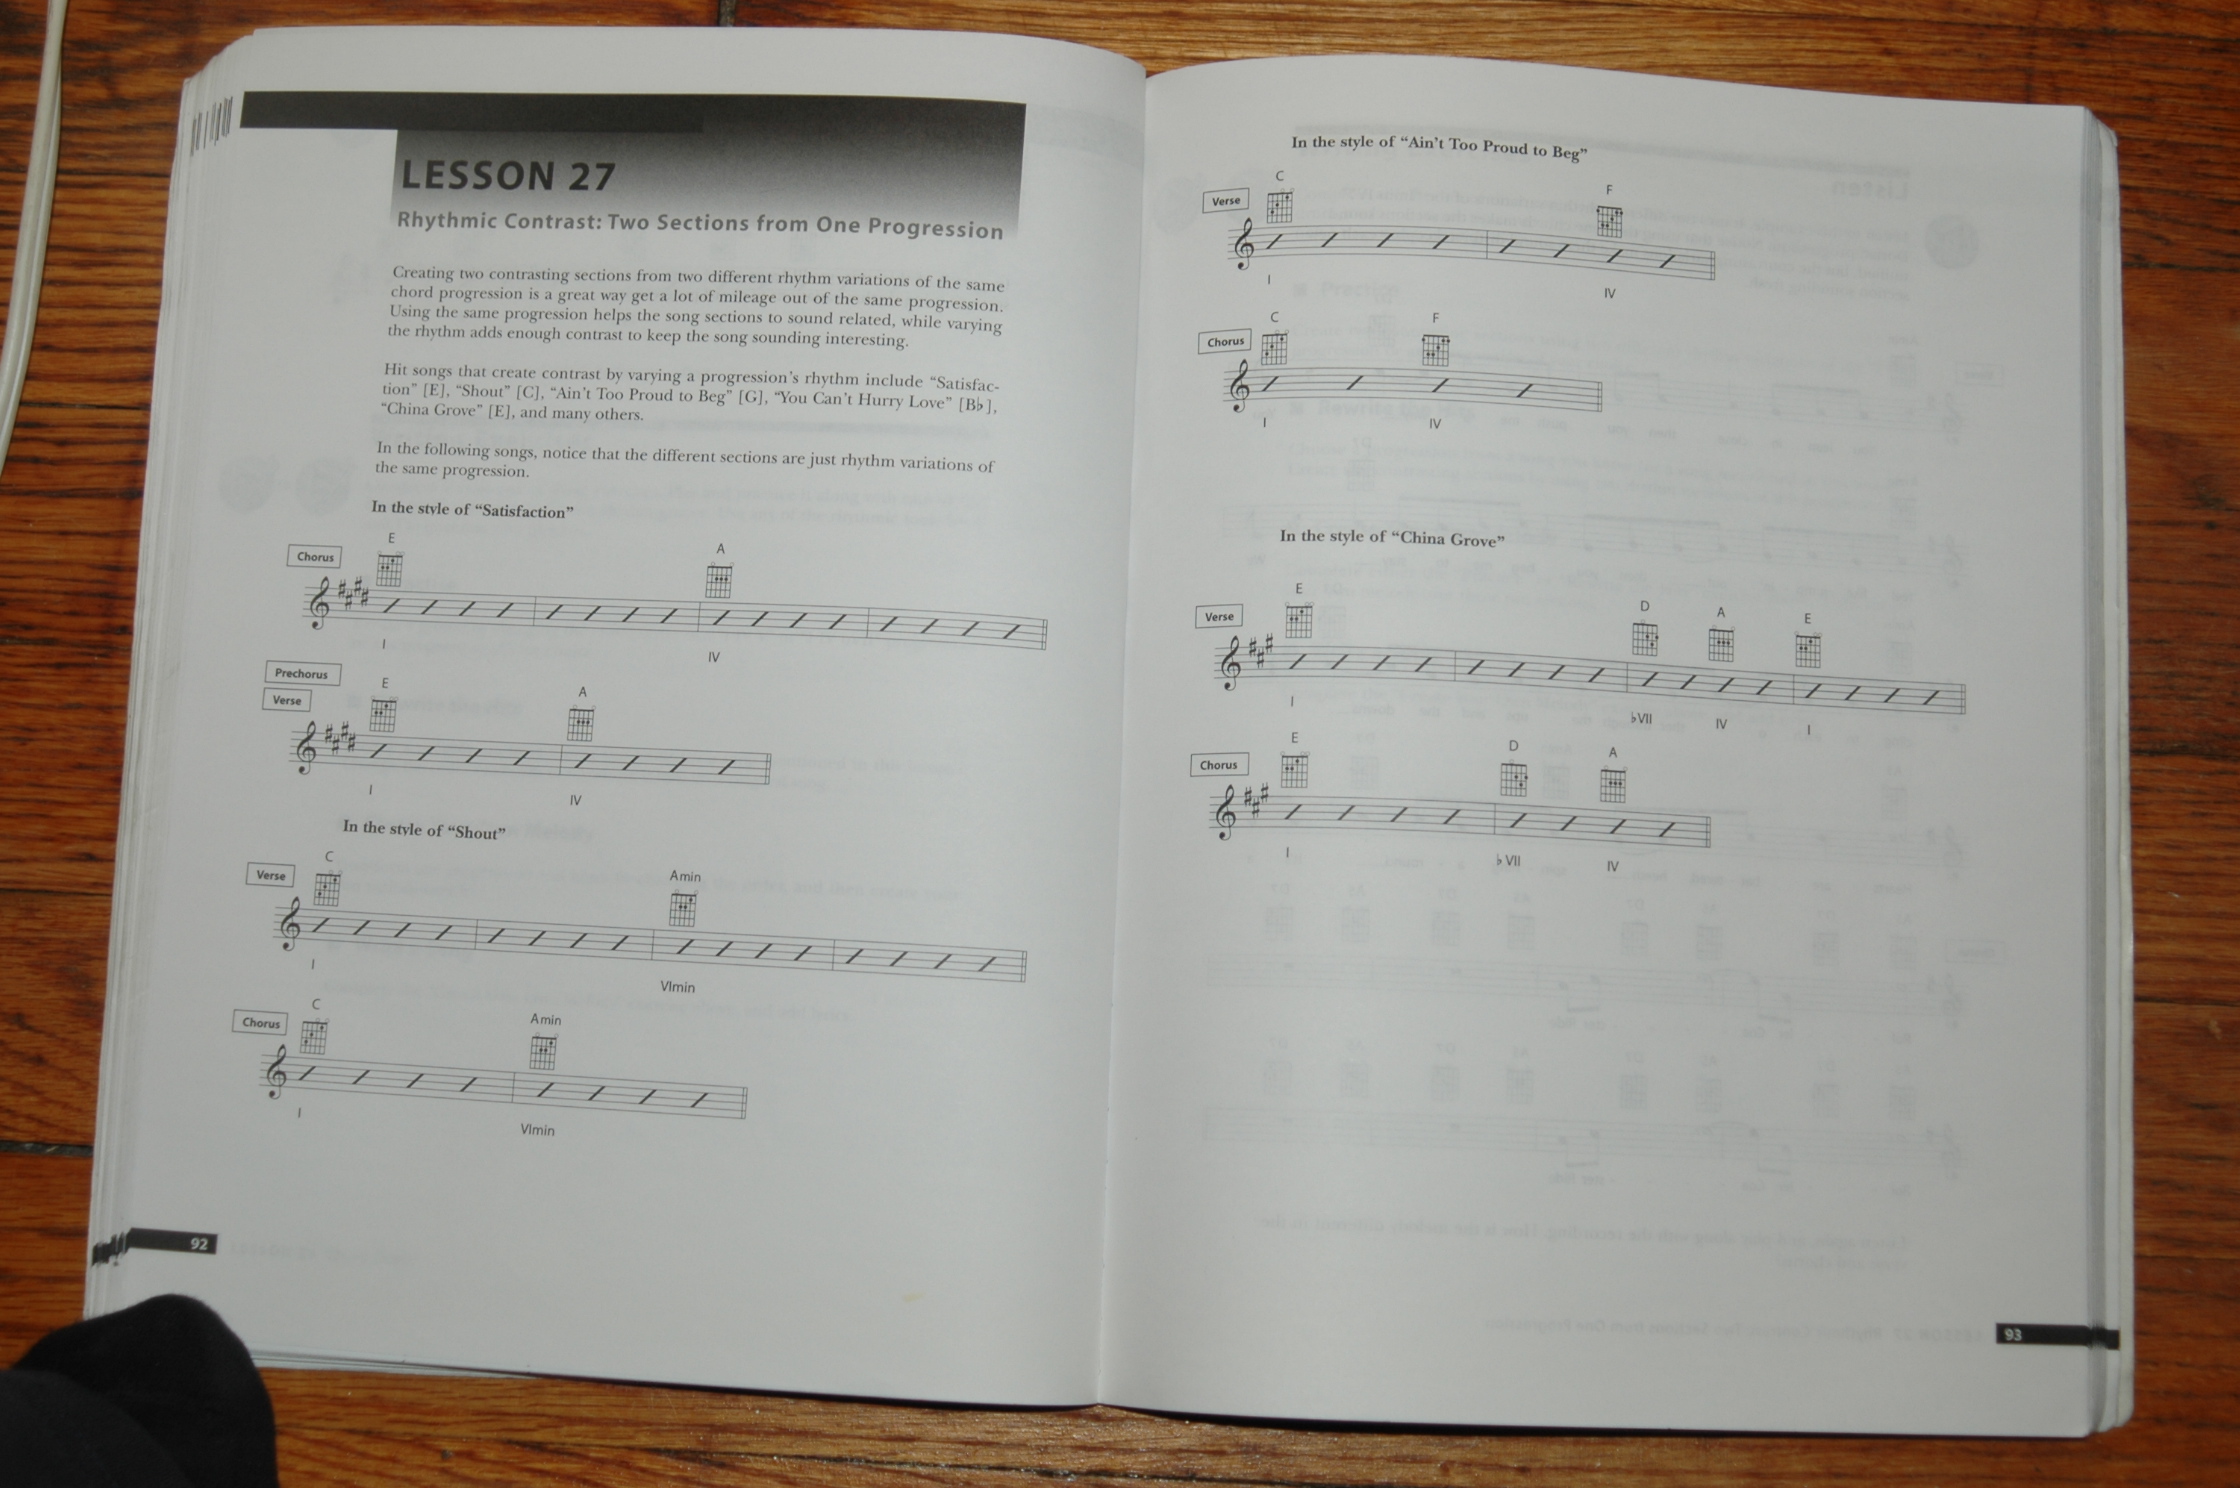 LESSON 27
Rhythmic Contrast: Two Sections from One Progression
Creating two contrasting sections from two different rhythm variations of the same
chord progression is a great way get a lot of mileage out of the same progression.
Using the same progression helps the song sections to sound related, while varying
the rhythm adds enough contrast to keep the song sounding interesting.
Hit songs that create contrast by varying a progression's rhythm include “Satisfac-
tion” [E], “Shout” [C], “Ain't Too Proud to Beg” [G], “You Can't Hurry Love” [B♭],
“China Grove” [E], and many others.
In the following songs, notice that the different sections are just rhythm variations of
the same progression.
In the style of “Satisfaction”
E A
Chorus
I IV
Prechorus
E A
Verse
I IV
In the style of “Shout”
C Amin
Verse
I VImin
C Amin
Chorus
I VImin
92
In the style of “Ain't Too Proud to Beg”
C F
Verse
I IV
C F
Chorus
I IV
In the style of “China Grove”
E D A E
Verse
I ♭VII IV I
E D A
Chorus
I ♭VII IV
93